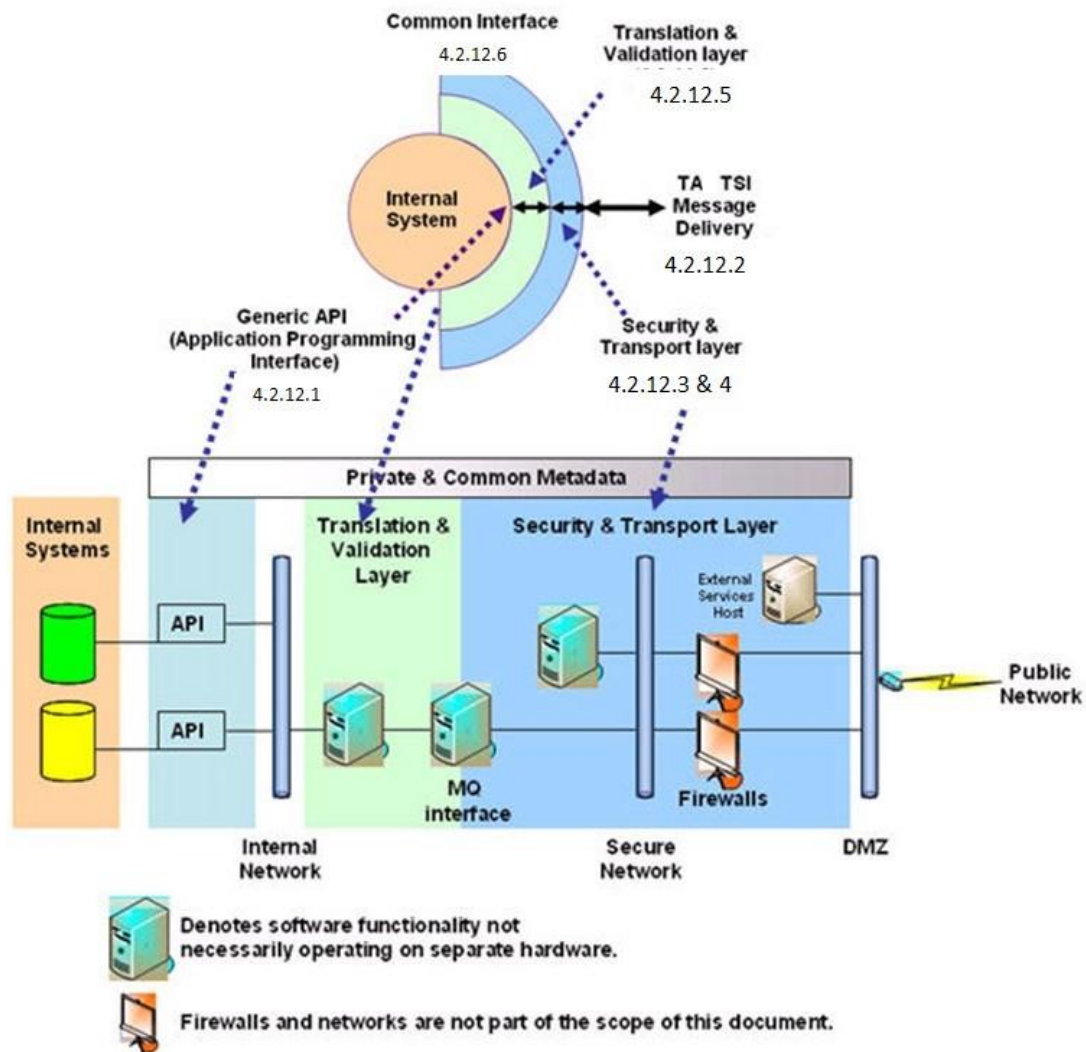 Common Interface
4.2.12.6
Translation &
Validation layer
4.2.12.5
Internal
System
TA TSI
Message
Delivery
4.2.12.2
Generic API
(Application Programming
Interface)
4.2.12.1
Security &
Transport layer
4.2.12.3 & 4
Private & Common Metadata
Internal
Systems
Translation &
Validation
Layer
Security & Transport Layer
External
Services
Host
API
API
Public
Network
MQ
interface
Firewalls
Internal
Network
Secure
Network
DMZ
Denotes software functionality not
necessarily operating on separate hardware.
Firewalls and networks are not part of the scope of this document.